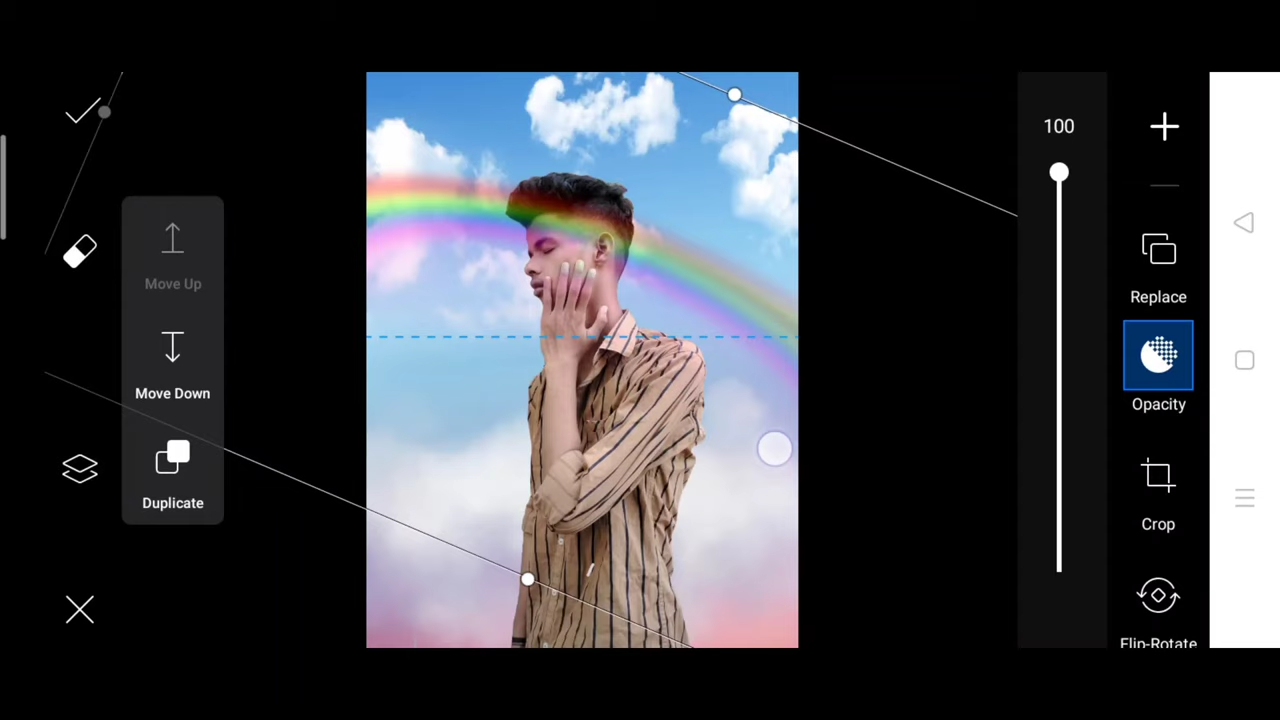 Move Up
Move Down
Duplicate
100
Replace
Opacity
Crop
Flip-Rotate